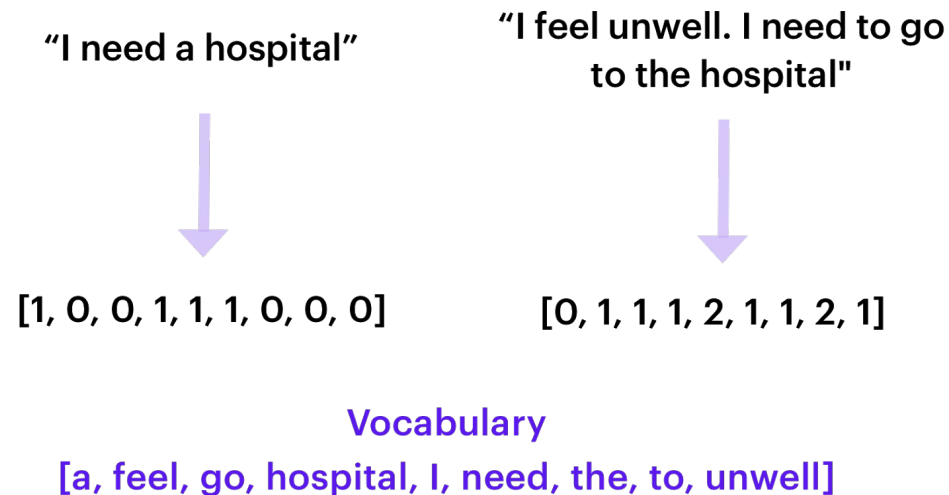 “I need a hospital”
“I feel unwell. I need to go
to the hospital"
[1, 0, 0, 1, 1, 1, 0, 0, 0]
[0, 1, 1, 1, 2, 1, 1, 2, 1]
Vocabulary
[a, feel, go, hospital, I, need, the, to, unwell]